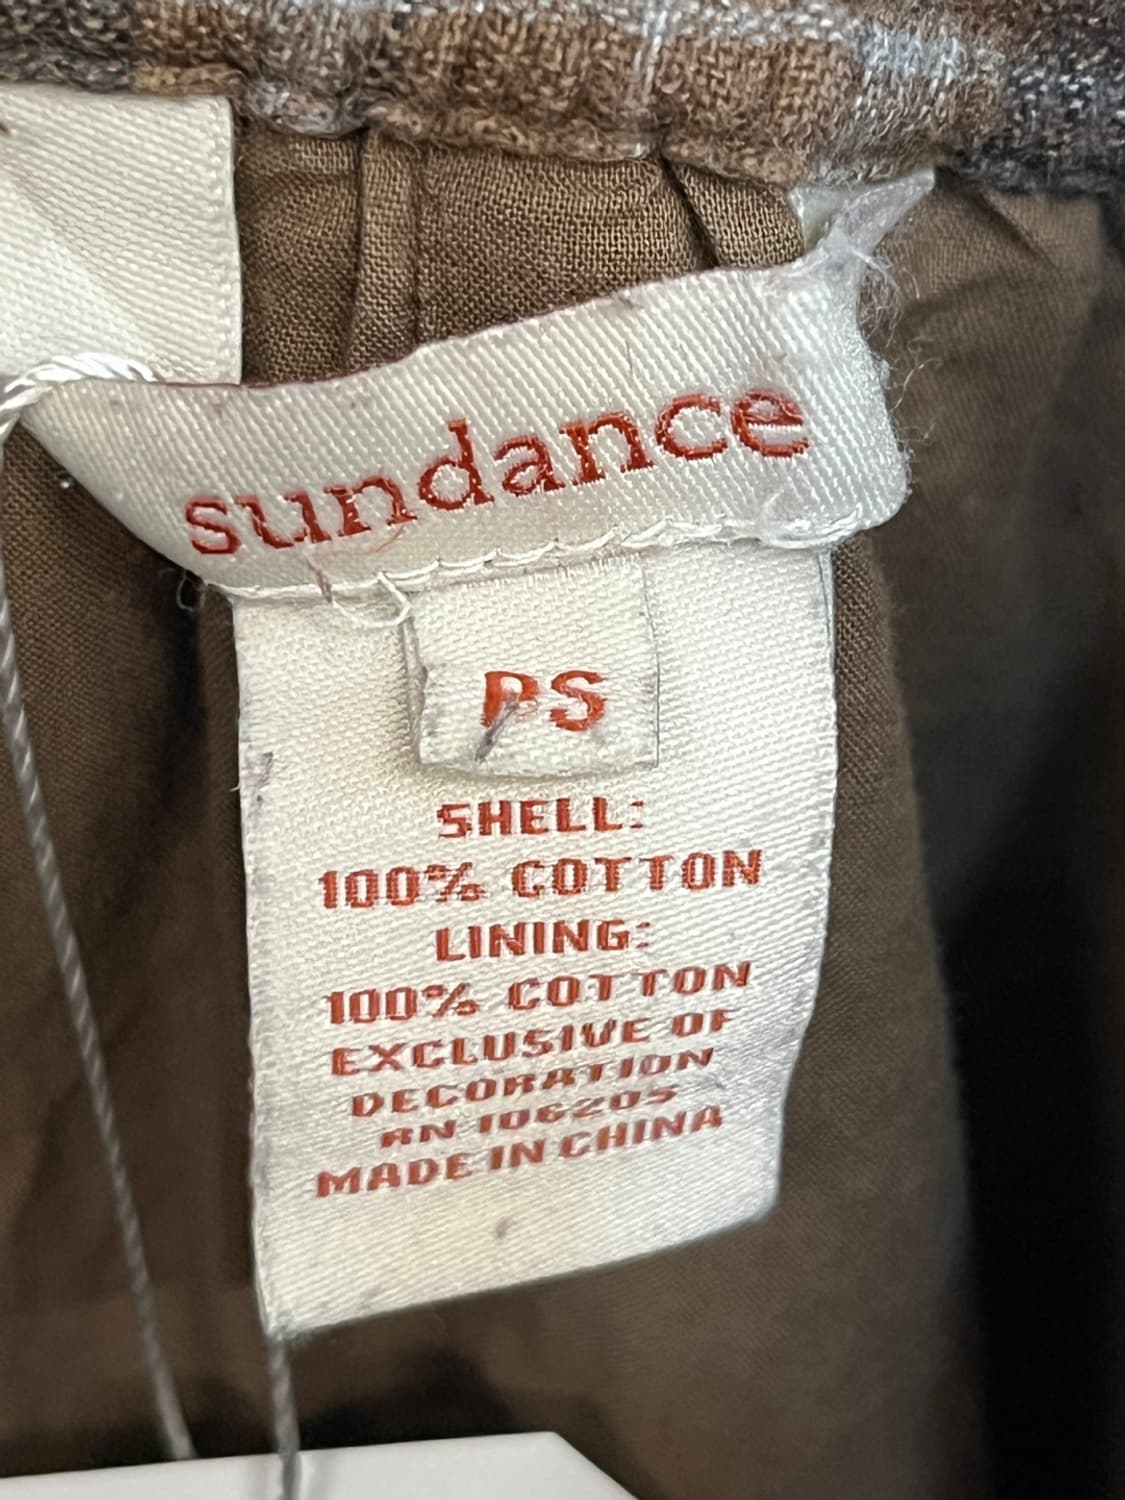 sundance
PS
SHELL:
100% COTTON
LINING:
100% COTTON
EXCLUSIVE OF
DECORATION
RN 106205
MADE IN CHINA